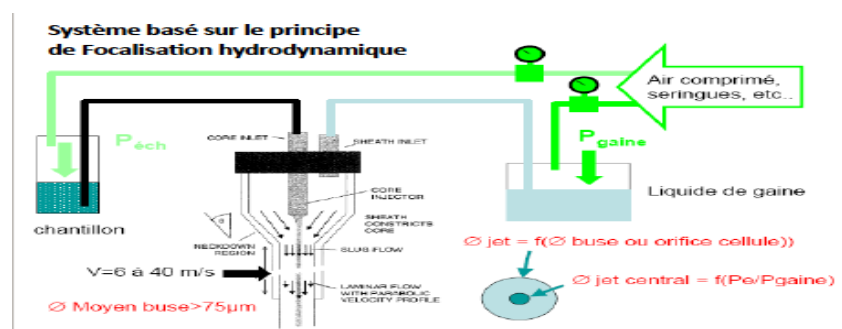 Système basé sur le principe
de Focalisation hydrodynamique
Air comprimé,
seringues, etc..
P éch
CORE INLET
SHEATH INLET
P gaine
CORE
INJECTOR
Liquide de gaine
chantillon
SHEATH
CONSTRICTS
CORE
NECKDOWN
REGION
SLUG FLOW
V=6 à 40 m/s
LAMINAR FLOW
WITH PARABOLIC
VELOCITY PROFILE
Ø Moyen buse>75µm
Ø jet = f(Ø buse ou orifice cellule))
Ø jet central = f(Pe/Pgaine)